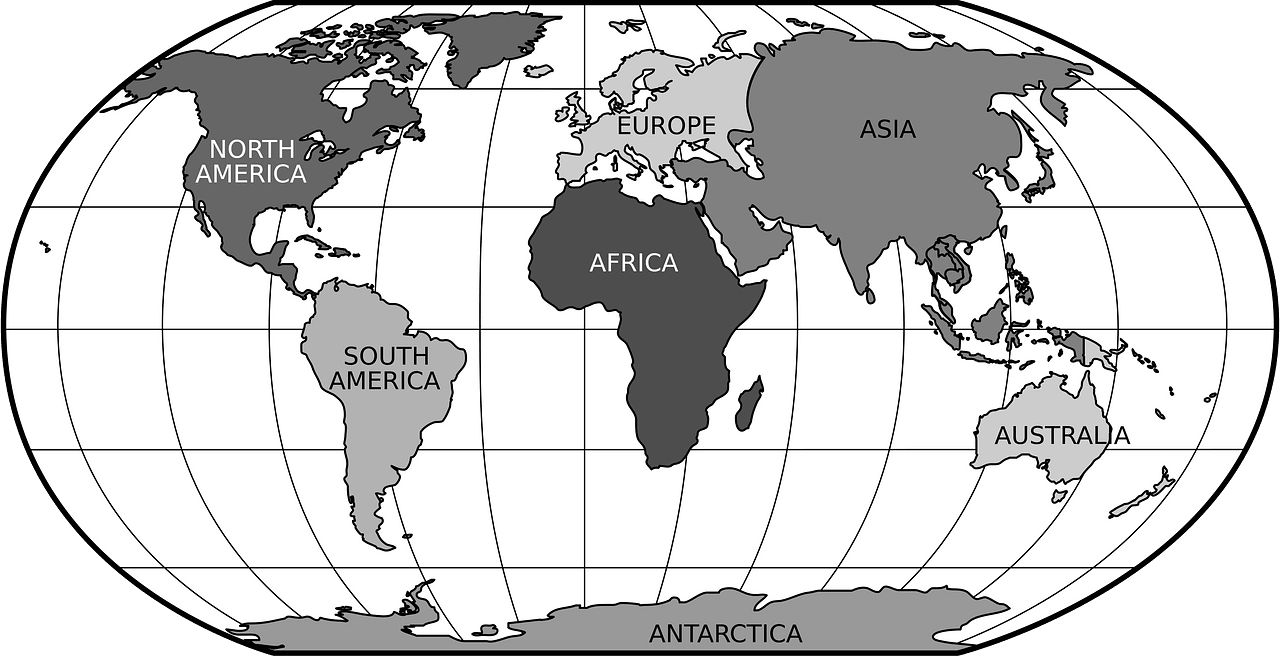 EUROPE
ASIA
NORTH
AMERICA
AFRICA
SOUTH
AMERICA
AUSTRALIA
ANTARCTICA